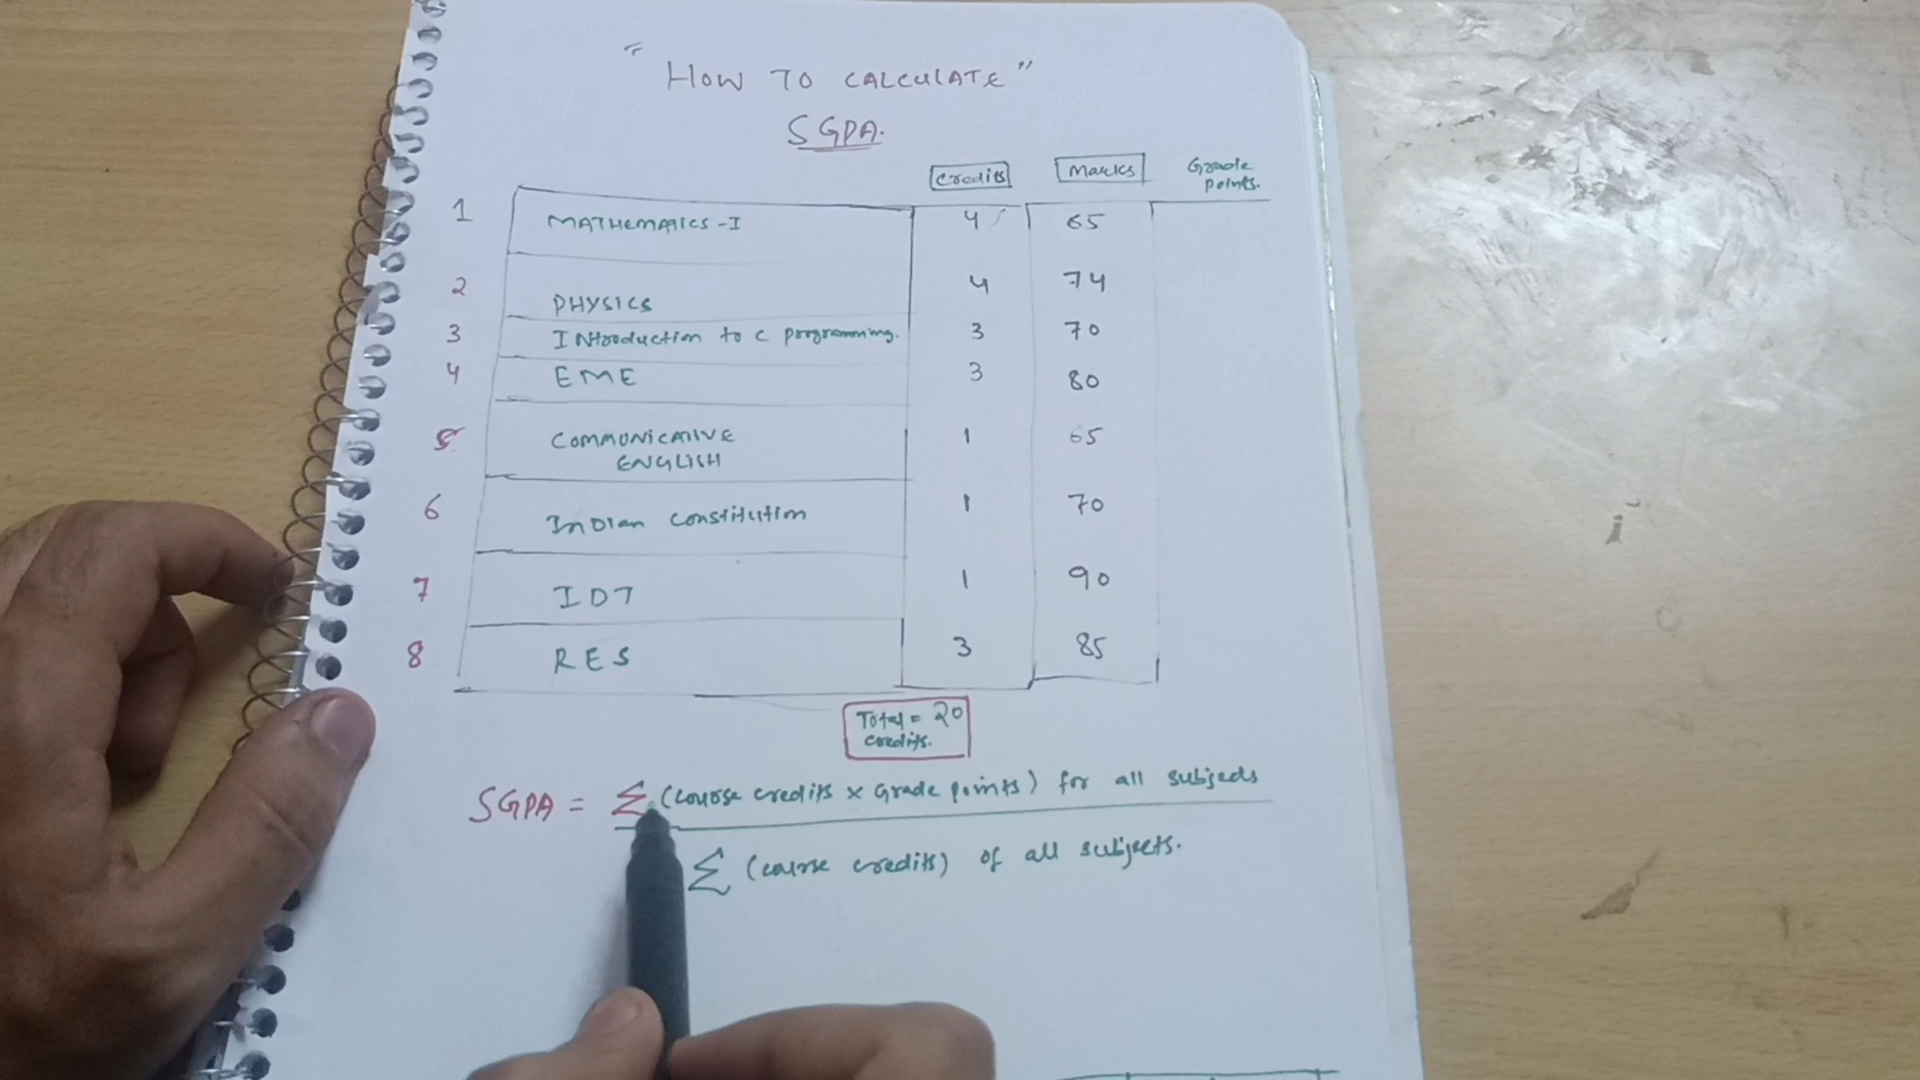 "HOW TO CALCULATE"
SGPA.
Credits Marks Grade points.
1 MATHEMATICS-I 4 65
2 PHYSICS 4 74
3 INtroduction to C programming. 3 70
4 EME 3 80
5 COMMUNICATIVE ENGLISH 1 65
6 InDIan constitution 1 70
7 IDT 1 90
8 RES 3 85
Total = 20
credits.
SGPA = Σ (course credits x Grade points) for all subjects
Σ (course credits) of all subjects.